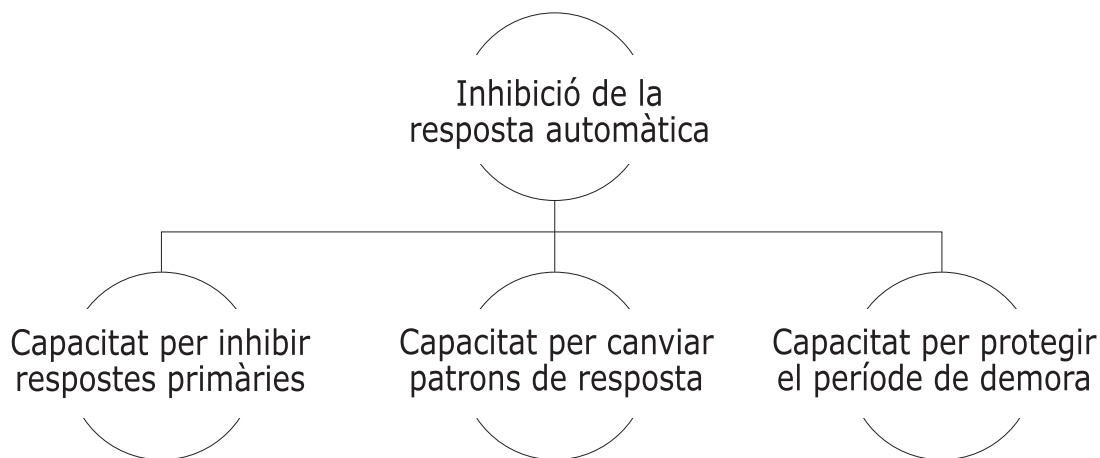 Inhibició de la
resposta automàtica
Capacitat per inhibir
respostes primàries
Capacitat per canviar
patrons de resposta
Capacitat per protegir
el període de demora